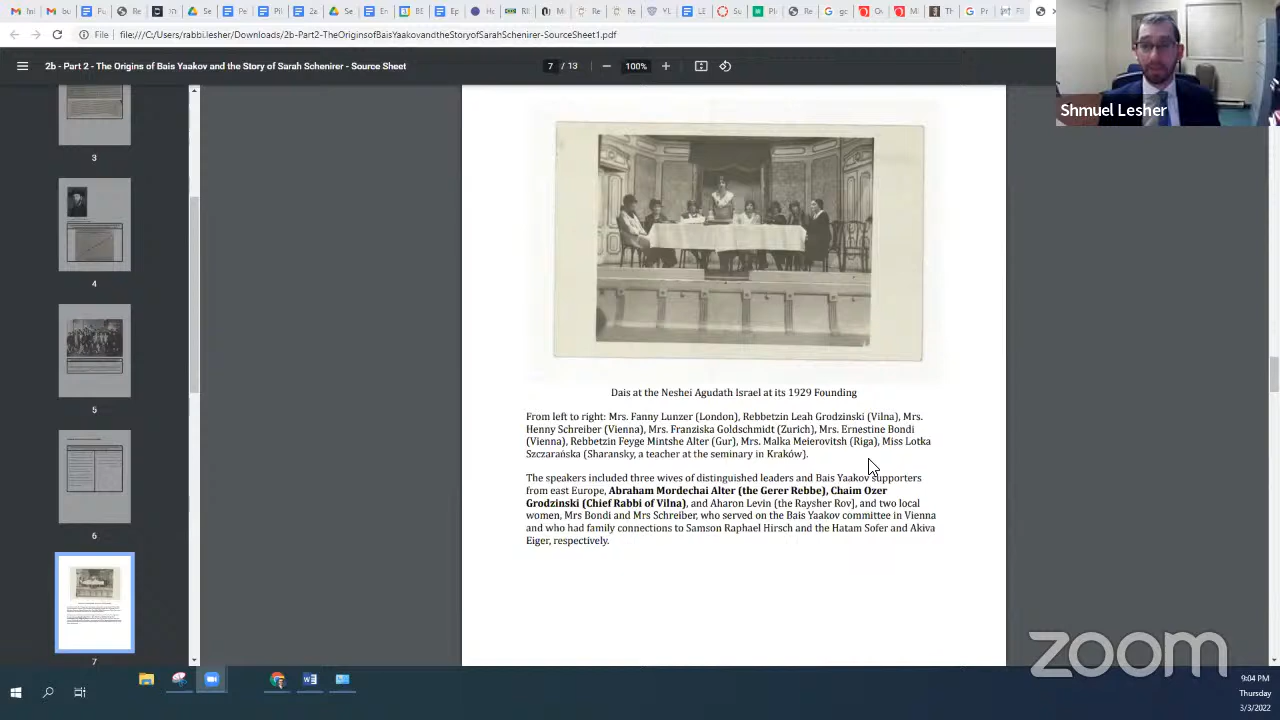 File
file:///C:/Users/rabbi.lesher/Downloads/2b-Part2-TheOriginsofBaisYaakovandtheStoryofSarahSchenirer-SourceSheet1.pdf
2b - Part 2 - The Origins of Bais Yaakov and the Story of Sarah Schenirer - Source Sheet
7 / 13
100%
Shmuel Lesher
3
4
5
6
7
Dais at the Neshei Agudath Israel at its 1929 Founding
From left to right: Mrs. Fanny Lunzer (London), Rebbetzin Leah Grodzinski (Vilna), Mrs.
Henny Schreiber (Vienna), Mrs. Franziska Goldschmidt (Zurich), Mrs. Ernestine Bondi
(Vienna), Rebbetzin Feyge Mintshe Alter (Gur), Mrs. Malka Meierovitsh (Riga), Miss Lotka
Szczarańska (Sharansky, a teacher at the seminary in Kraków).
The speakers included three wives of distinguished leaders and Bais Yaakov supporters
from east Europe, Abraham Mordechai Alter (the Gerer Rebbe), Chaim Ozer
Grodzinski (Chief Rabbi of Vilna), and Aharon Levin (the Raysher Rov], and two local
women, Mrs Bondi and Mrs Schreiber, who served on the Bais Yaakov committee in Vienna
and who had family connections to Samson Raphael Hirsch and the Hatam Sofer and Akiva
Eiger, respectively.
zoom
9:04 PM
Thursday
3/3/2022